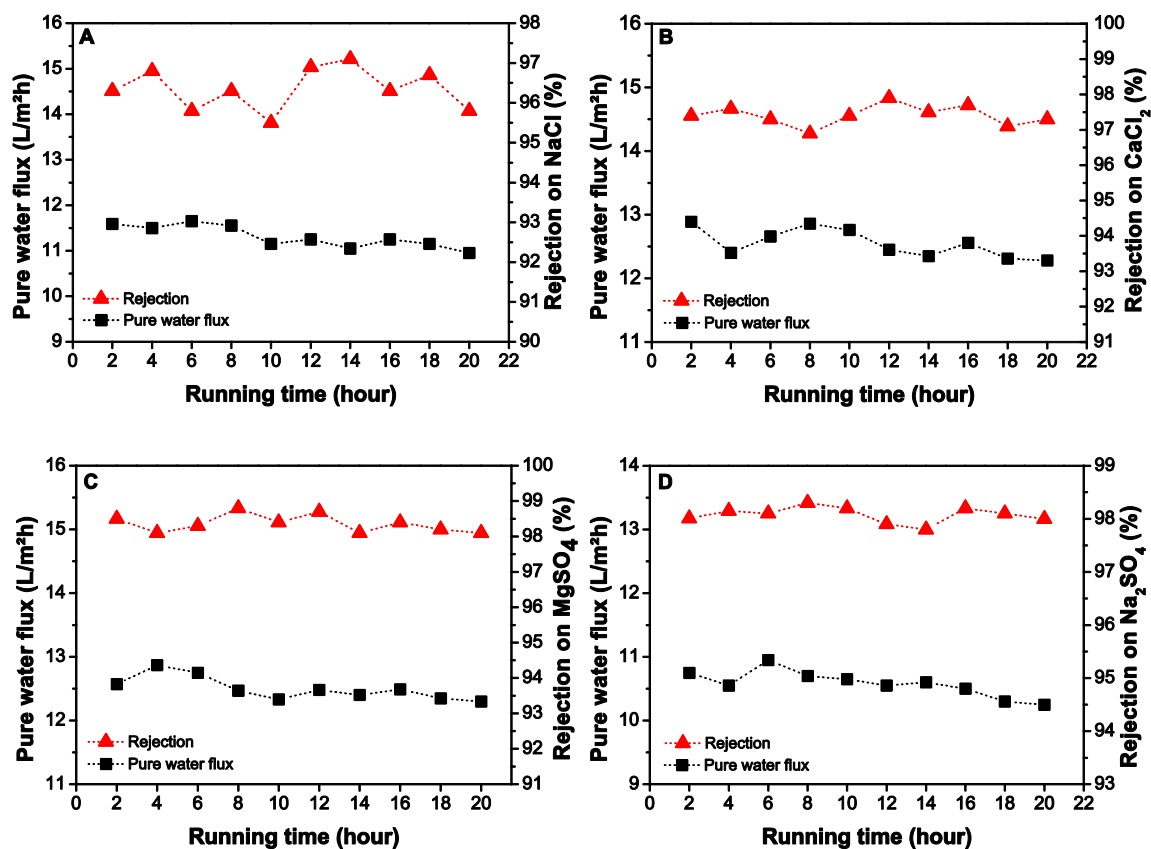 A
Pure water flux (L/m²h)
16
15
14
13
12
11
10
9
98
97
96
95
94
93
92
91
90
Rejection on NaCl (%)
Rejection
Pure water flux
0 2 4 6 8 10 12 14 16 18 20 22
Running time (hour)
B
Pure water flux (L/m²h)
16
15
14
13
12
11
100
99
98
97
96
95
94
93
92
91
Rejection on CaCl₂ (%)
Rejection
Pure water flux
0 2 4 6 8 10 12 14 16 18 20 22
Running time (hour)
C
Pure water flux (L/m²h)
16
15
14
13
12
11
100
99
98
97
96
95
94
93
92
91
Rejection on MgSO₄ (%)
Rejection
Pure water flux
0 2 4 6 8 10 12 14 16 18 20
Running time (hour)
D
Pure water flux (L/m²h)
14
13
12
11
10
9
99
98
97
96
95
94
93
Rejection on Na₂SO₄ (%)
Rejection
Pure water flux
0 2 4 6 8 10 12 14 16 18 20 22
Running time (hour)